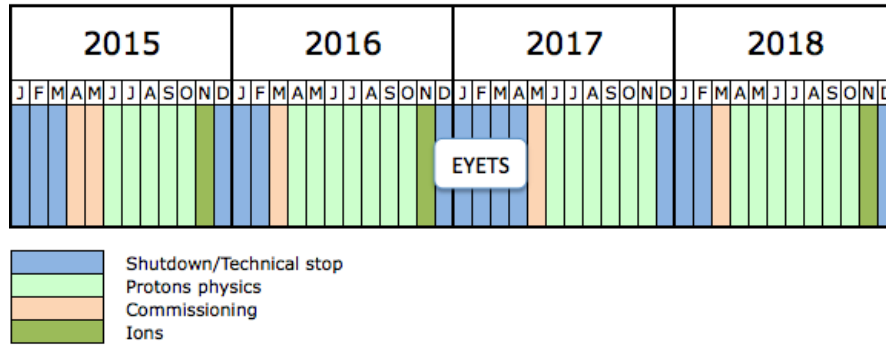 2015 2016 2017 2018
J F M A M J J A S O N D J F M A M J J A S O N D J F M A M J J A S O N D J F M A M J J A S O N D
EYETS
Shutdown/Technical stop
Protons physics
Commissioning
Ions